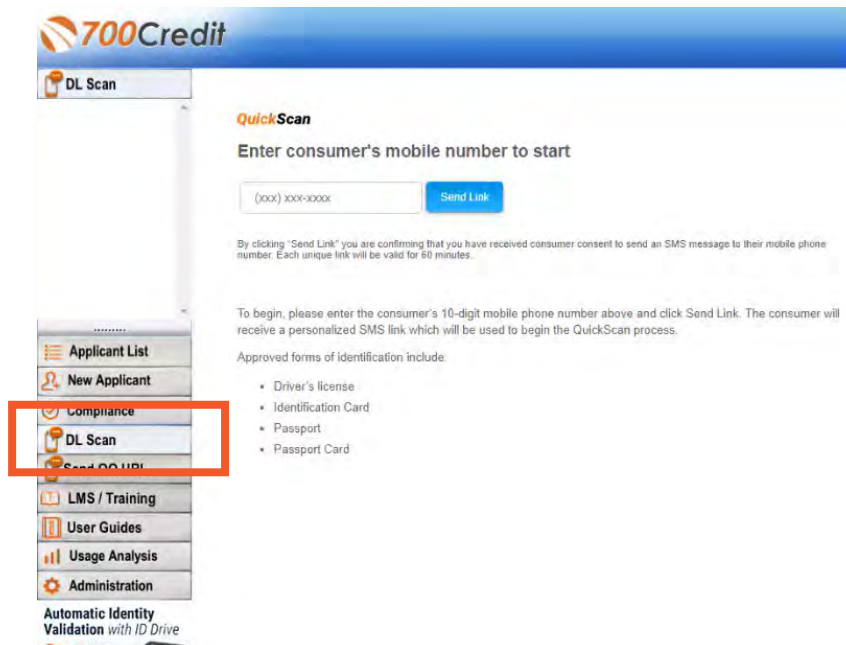 700Credit
DL Scan
QuickScan
Enter consumer's mobile number to start
(xxx) xxx-xxxx
Send Link
By clicking "Send Link" you are confirming that you have received consumer consent to send an SMS message to their mobile phone
number. Each unique link will be valid for 60 minutes.
To begin, please enter the consumer's 10-digit mobile phone number above and click Send Link. The consumer will
receive a personalized SMS link which will be used to begin the QuickScan process.
Approved forms of identification include:
Driver's license
Identification Card
Passport
Passport Card
Applicant List
New Applicant
Compliance
DL Scan
Send QQ URL
LMS / Training
User Guides
Usage Analysis
Administration
Automatic Identity
Validation with ID Drive